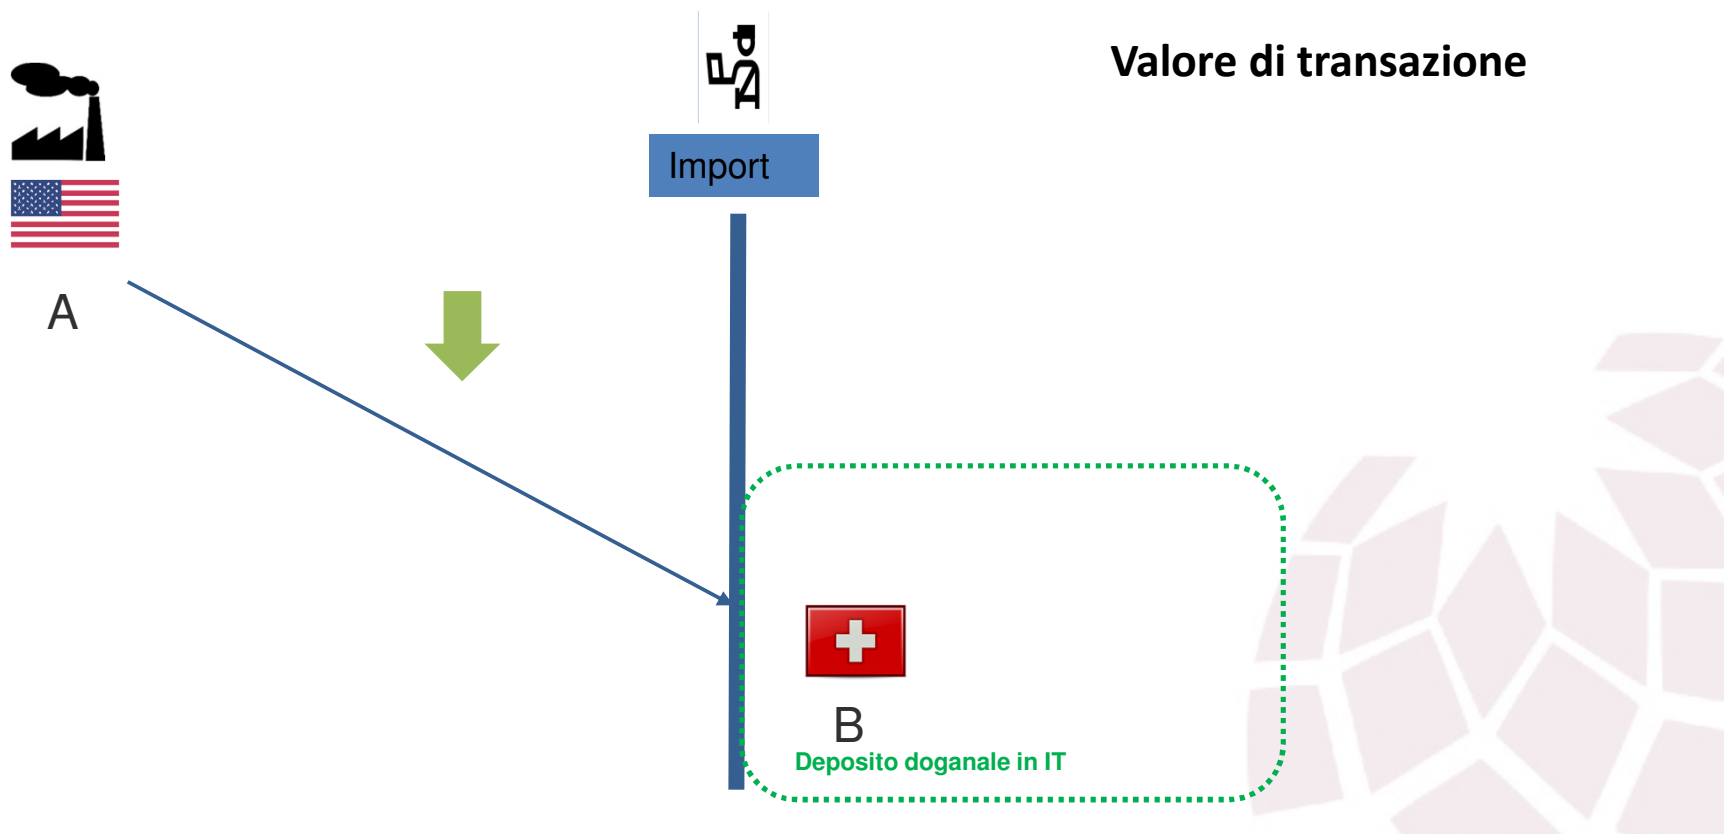 Valore di transazione
Import
A
B
Deposito doganale in IT